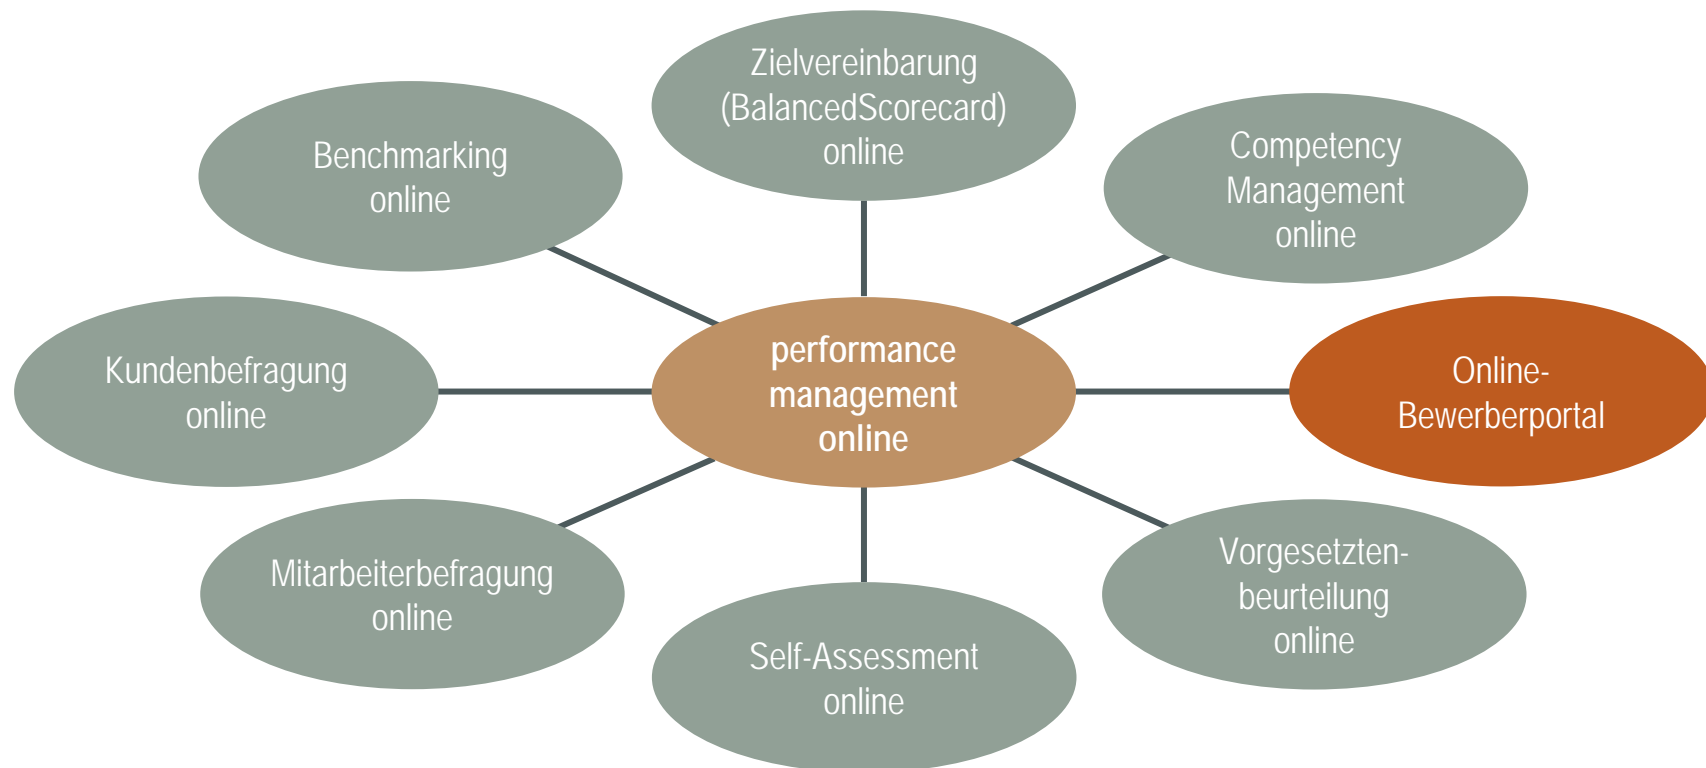 Zielvereinbarung
(BalancedScorecard)
online
Benchmarking
online
Competency
Management
online
Kundenbefragung
online
performance
management
online
Online-
Bewerberportal
Mitarbeiterbefragung
online
Vorgesetzten-
beurteilung
online
Self-Assessment
online